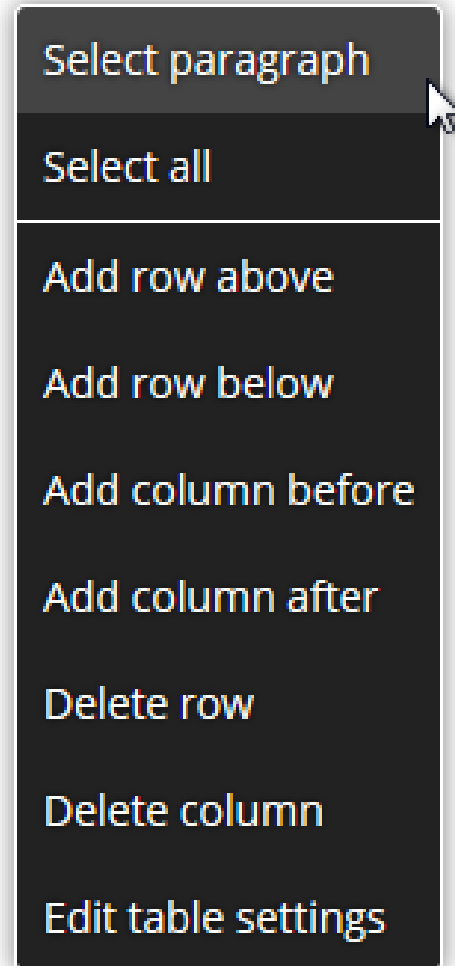 Select paragraph
Select all
Add row above
Add row below
Add column before
Add column after
Delete row
Delete column
Edit table settings